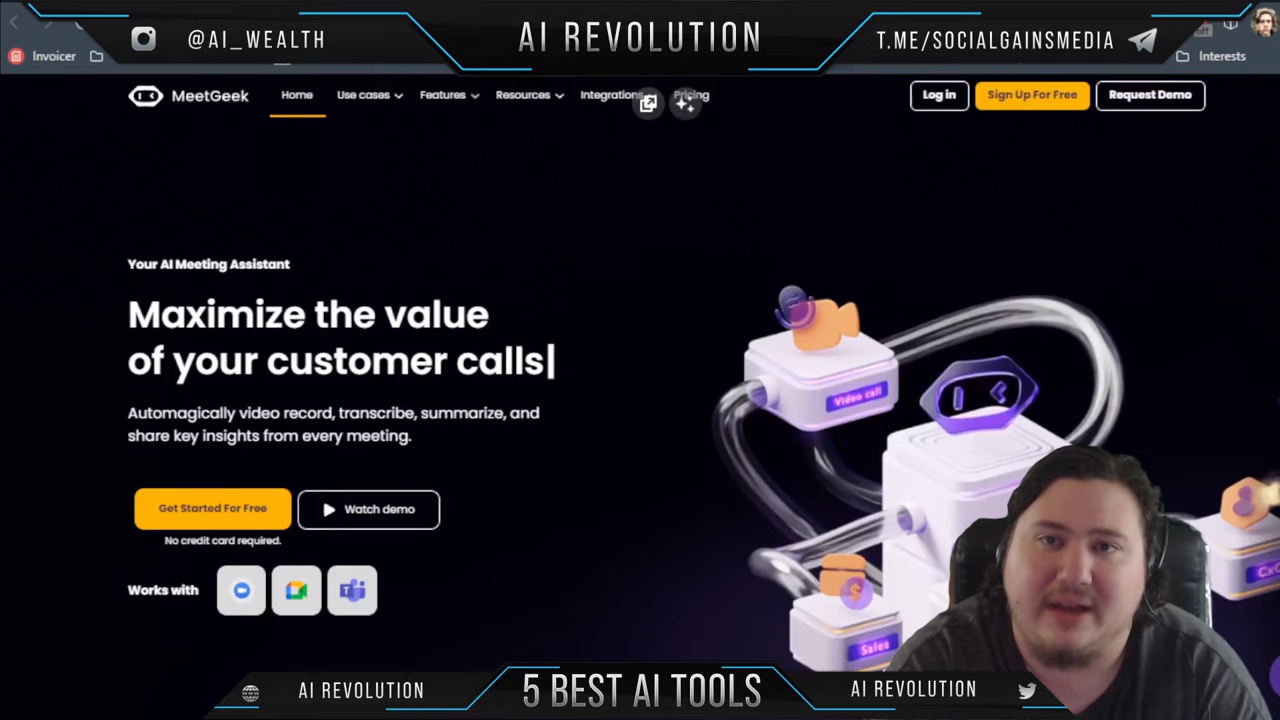 @AI_WEALTH
AI REVOLUTION
T.ME/SOCIALGAINSMEDIA
Invoicer
off
Interests
MeetGeek
Home
Use cases
Features
Resources
Integrations
Pricing
Log in
Sign Up For Free
Request Demo
Your AI Meeting Assistant
Maximize the value
of your customer calls|
Automagically video record, transcribe, summarize, and
share key insights from every meeting.
Get Started For Free
Watch demo
No credit card required.
Works with
Video call
Sales
AI REVOLUTION
5 BEST AI TOOLS
AI REVOLUTION